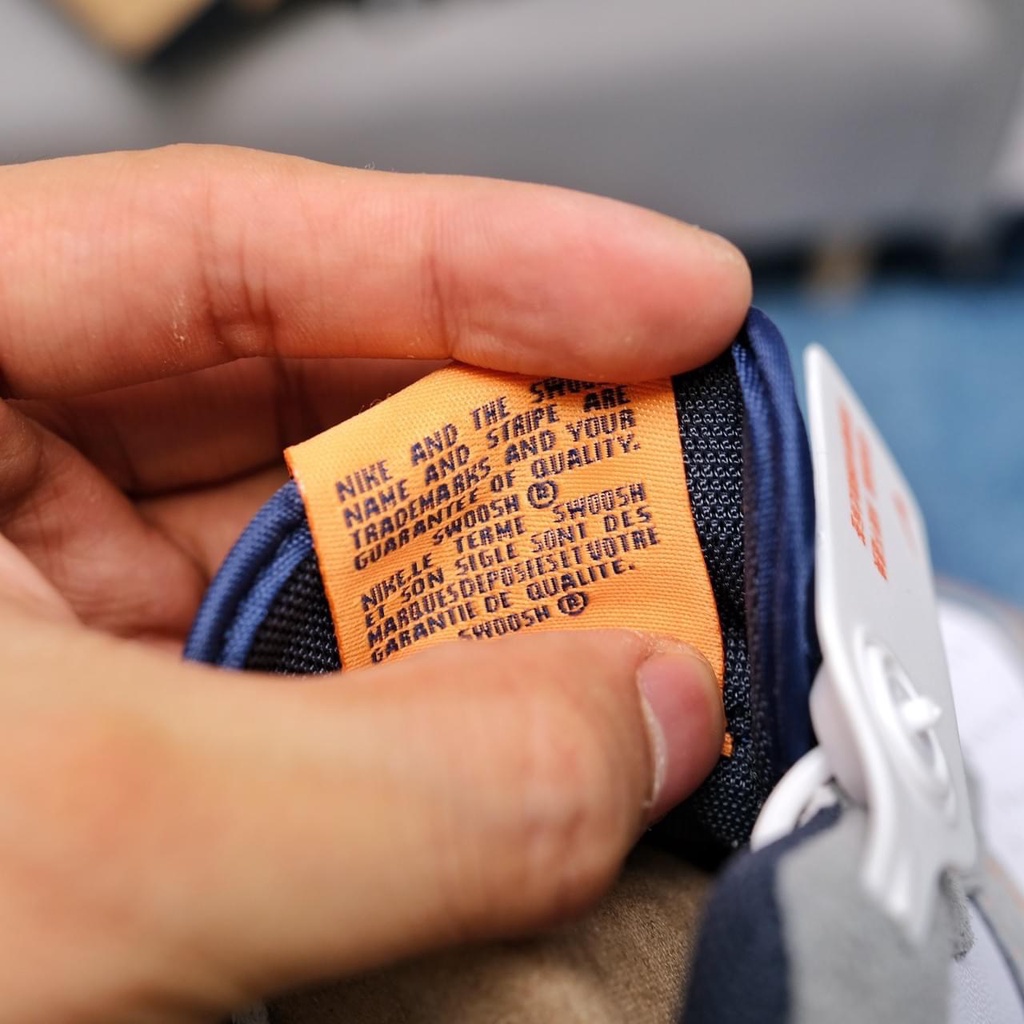 NIKE AND THE SWOOSH
NAME AND STRIPE ARE
TRADEMARKS AND YOUR
GUARANTEE OF QUALITY.
SWOOSH ®
NIKE.LE TERME SWOOSH
ET SON SIGLE SONT DES
MARQUES DEPOSIES ET VOTRE
GARANTIE DE QUALITE.
SWOOSH ®